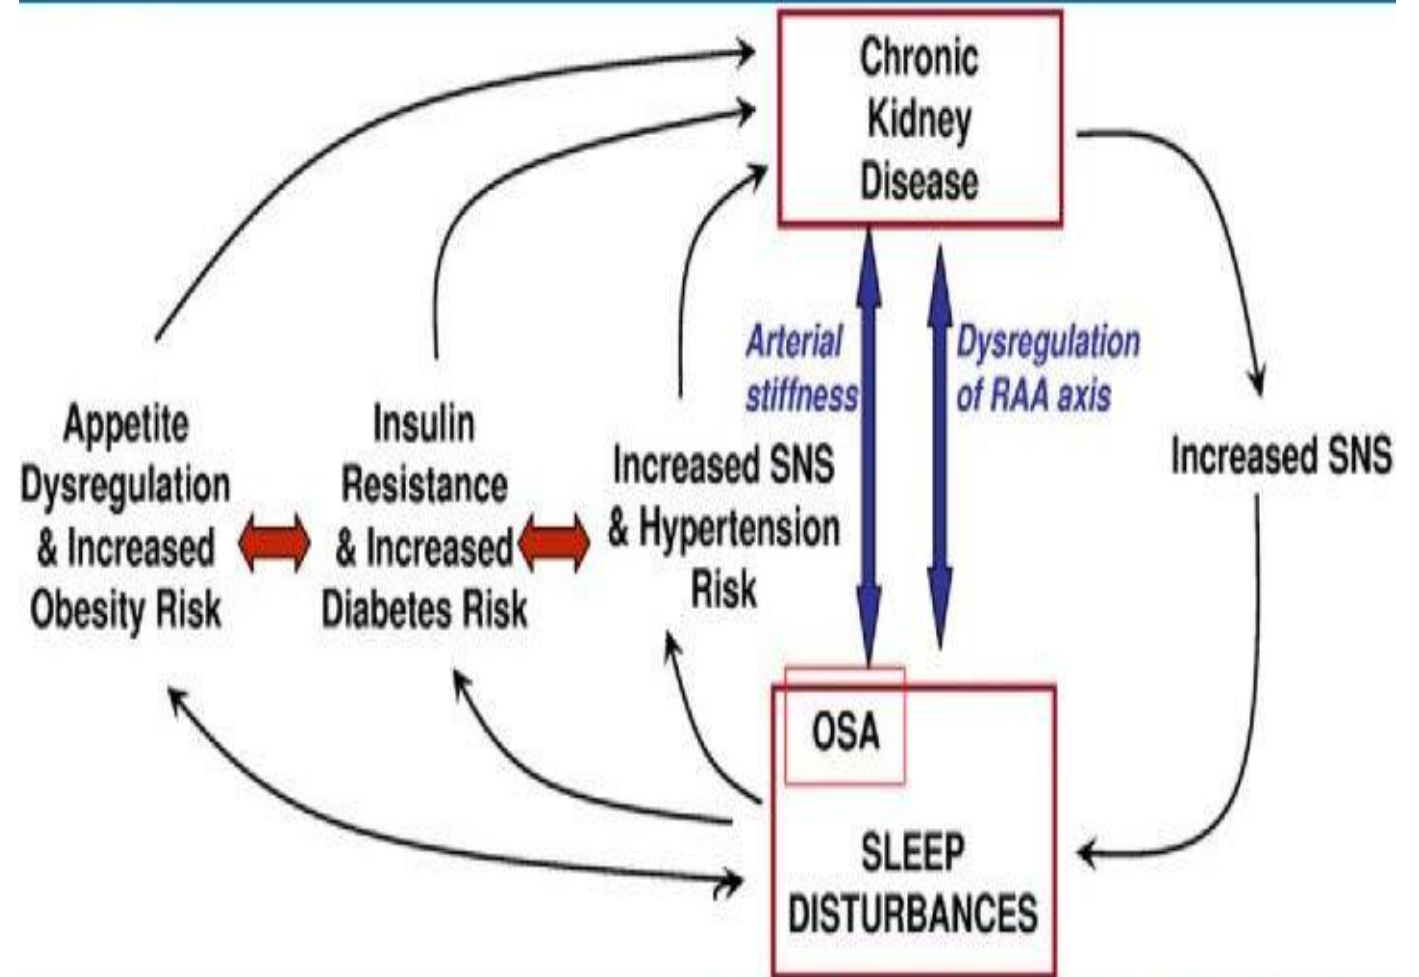 Chronic
Kidney
Disease
Arterial
stiffness
Dysregulation
of RAA axis
Appetite
Dysregulation
& Increased
Obesity Risk
Insulin
Resistance
& Increased
Diabetes Risk
Increased SNS
& Hypertension
Risk
Increased SNS
OSA
SLEEP
DISTURBANCES